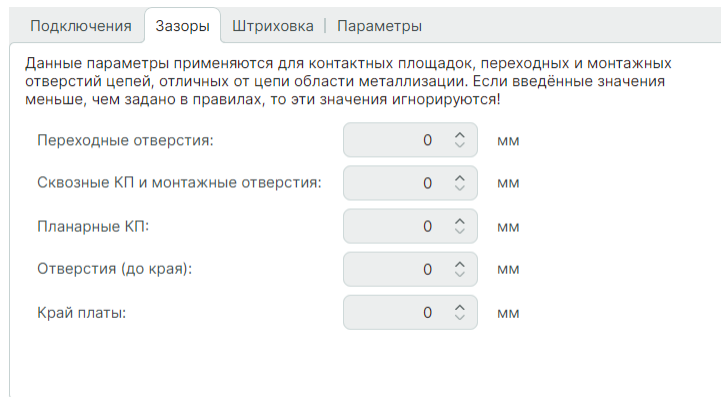 Подключения Зазоры Штриховка | Параметры
Данные параметры применяются для контактных площадок, переходных и монтажных
отверстий цепей, отличных от цепи области металлизации. Если введённые значения
меньше, чем задано в правилах, то эти значения игнорируются!
Переходные отверстия: 0 мм
Сквозные КП и монтажные отверстия: 0 мм
Планарные КП: 0 мм
Отверстия (до края): 0 мм
Край платы: 0 мм